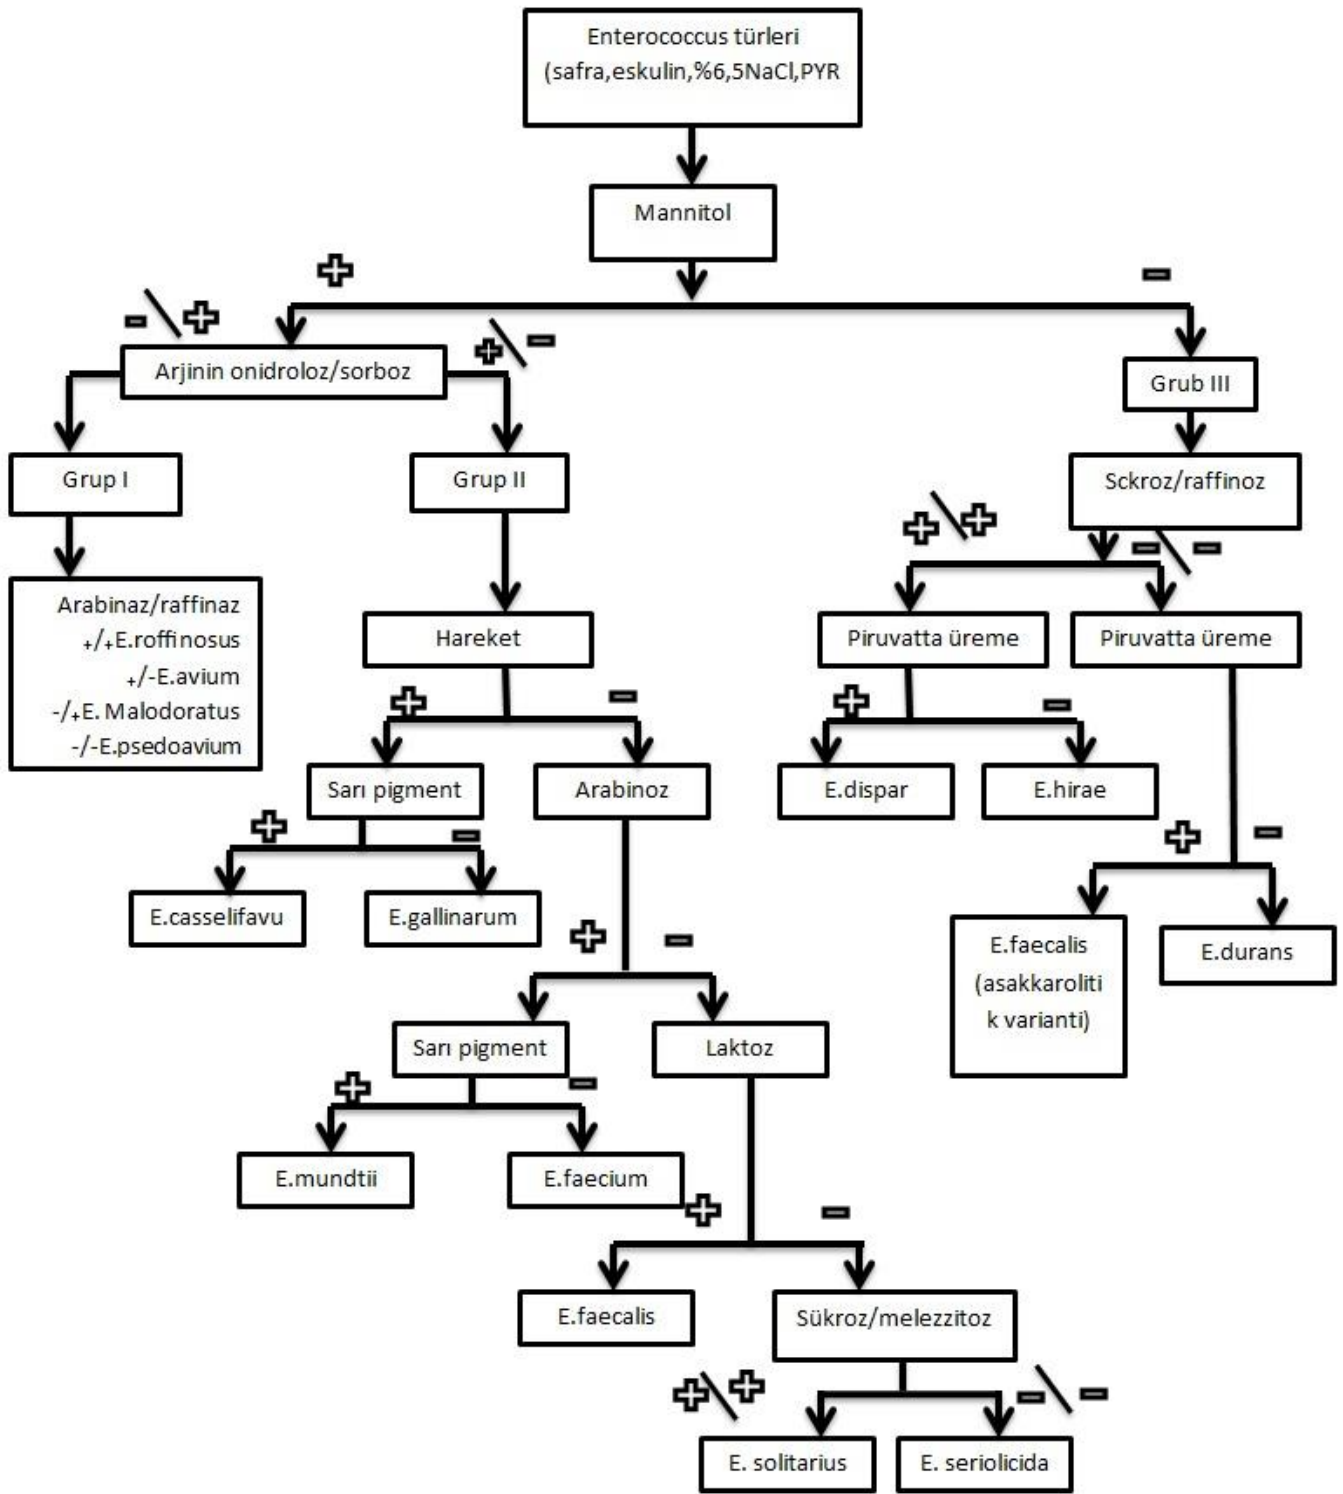 Enterococcus türleri
(safra,eskulin,%6,5NaCl,PYR
Mannitol
+
-
-\+
+\-
Arjinin onidroloz/sorboz
Grub III
Grup I
Grup II
Sckroz/raffinoz
+\+
-\-
Arabinaz/raffinaz
+/+E.roffinosus
+/-E.avium
-/+E. Malodoratus
-/-E.psedoavium
Hareket
Piruvatta üreme
Piruvatta üreme
+
-
+
-
Sarı pigment
Arabinoz
E.dispar
E.hirae
+
-
+
-
E.casselifavu
E.gallinarum
E.faecalis
(asakkaroliti
k varianti)
E.durans
+
-
Sarı pigment
Laktoz
+
-
E.mundtii
E.faecium
+
-
E.faecalis
Sükroz/melezzitoz
+\+
-\-
E. solitarius
E. seriolicida